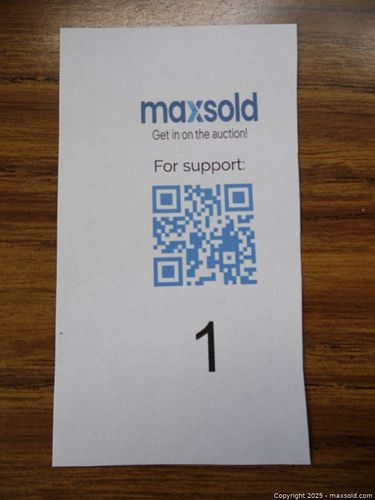 maxsold
Get in on the auction!
For support:
1
Copyright 2025 - maxsold.com